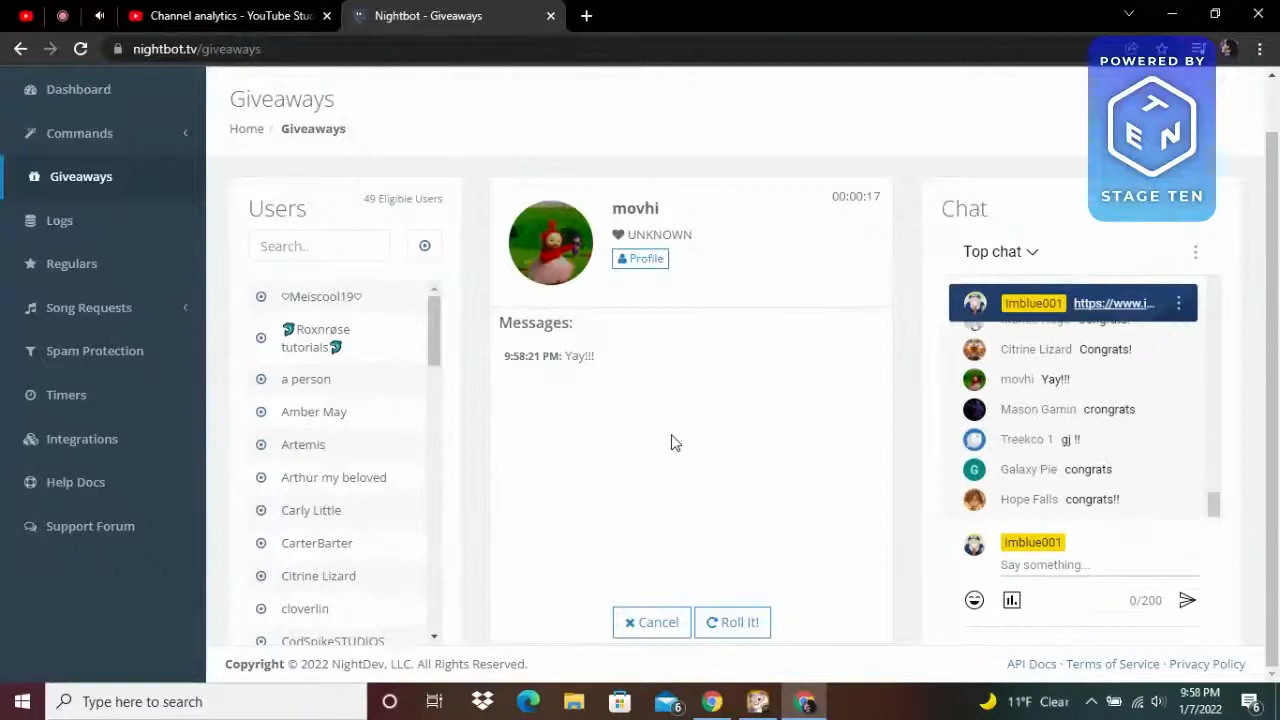 Channel analytics - YouTube Stu
Nightbot - Giveaways
nightbot.tv/giveaways
POWERED BY
TEN
STAGE TEN
Dashboard
Commands
Giveaways
Logs
Regulars
Song Requests
Spam Protection
Timers
Integrations
Help Docs
Support Forum
Giveaways
Home / Giveaways
Users
49 Eligible Users
Search..
♡Meiscool19♡
Roxnrøse
tutorials
a person
Amber May
Artemis
Arthur my beloved
Carly Little
CarterBarter
Citrine Lizard
cloverlin
CodSpikeSTUDIOS
movhi
00:00:17
UNKNOWN
Profile
Messages:
9:58:21 PM: Yay!!!
Cancel
Roll It!
Chat
Top chat
Imblue001 https://www.i...
Citrine Lizard Congrats!
movhi Yay!!!
Mason Gamin crongrats
Treekco 1 gj !!
G Galaxy Pie congrats
Hope Falls congrats!!
Imblue001
Say something...
0/200
Copyright © 2022 NightDev, LLC. All Rights Reserved.
API Docs · Terms of Service · Privacy Policy
Type here to search
6
11°F Clear
9:58 PM
1/7/2022
6